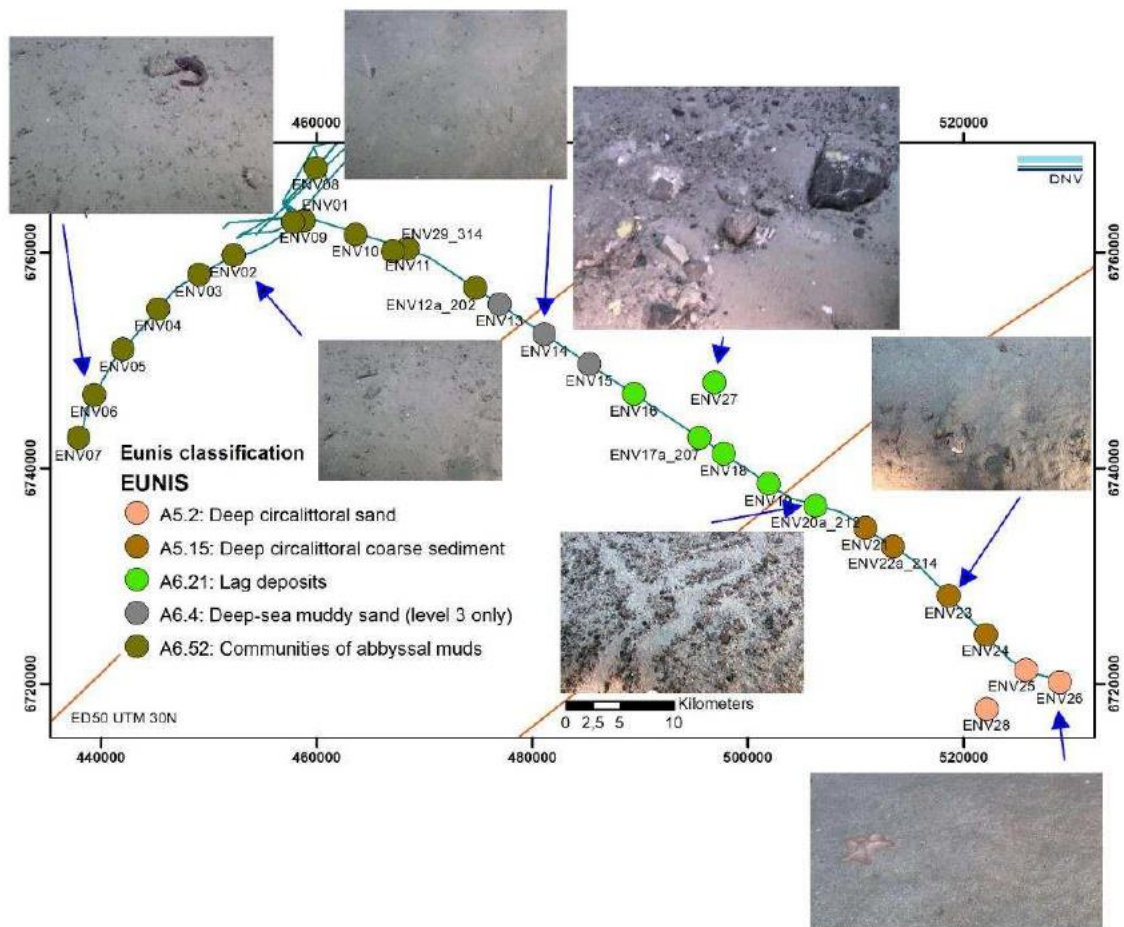 460000
520000
DNV
6760000
6760000
ENV08
ENV01
ENV09
ENV29_314
ENV10
ENV11
ENV02
ENV03
ENV12a_202
ENV13
ENV04
ENV14
ENV05
ENV15
ENV06
ENV16
ENV27
ENV07
6740000
6740000
ENV17a_207
ENV18
ENV19
ENV20a_212
ENV21
ENV22a_214
ENV23
ENV24
ENV25
ENV26
ENV28
Eunis classification
EUNIS
A5.2: Deep circalittoral sand
A5.15: Deep circalittoral coarse sediment
A6.21: Lag deposits
A6.4: Deep-sea muddy sand (level 3 only)
A6.52: Communities of abbyssal muds
6720000
6720000
Kilometers
0 2,5 5 10
ED50 UTM 30N
440000
460000
480000
500000
520000